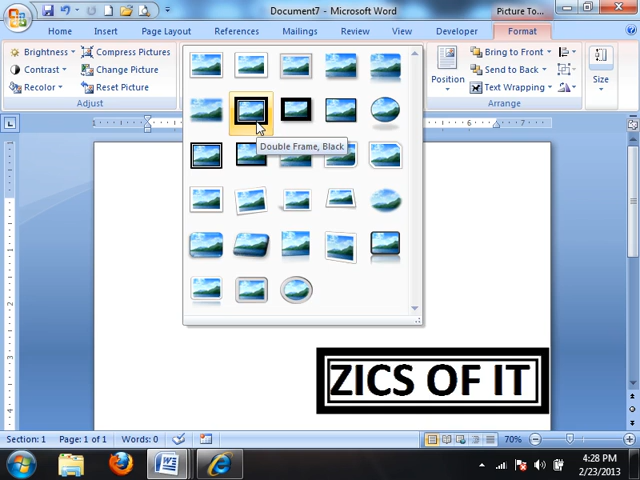 Document7 - Microsoft Word
Picture To...
Home
Insert
Page Layout
References
Mailings
Review
View
Developer
Format
Brightness
Compress Pictures
Contrast
Change Picture
Recolor
Reset Picture
Adjust
Position
Bring to Front
Send to Back
Text Wrapping
Arrange
Size
Double Frame, Black
ZICS OF IT
Section: 1
Page: 1 of 1
Words: 0
70%
4:28 PM
2/23/2013